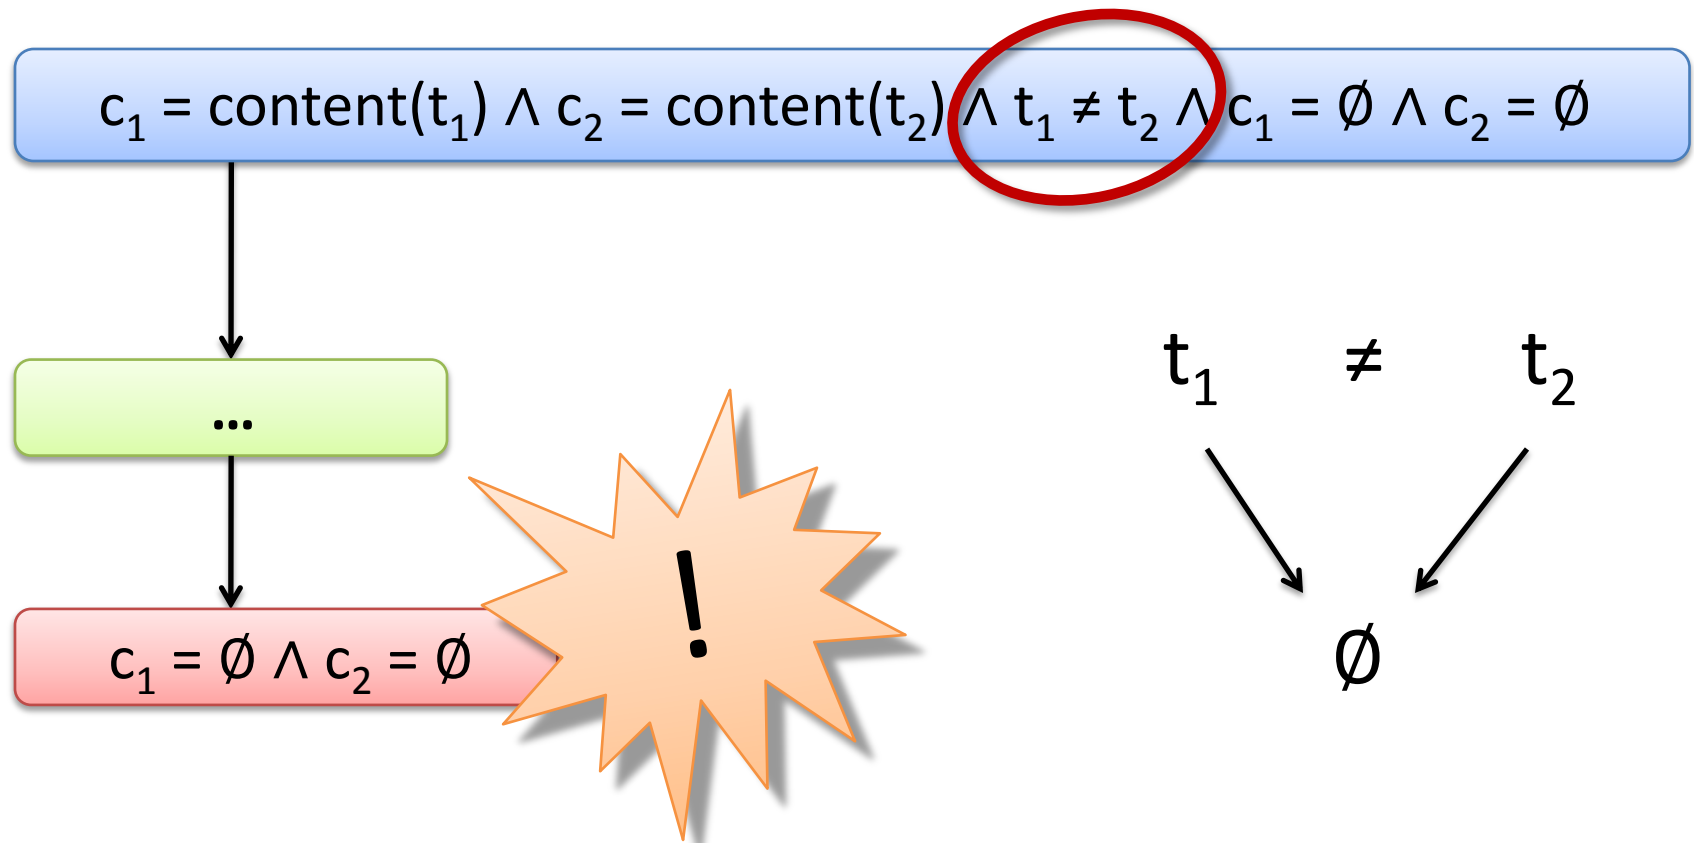 c₁ = content(t₁) ∧ c₂ = content(t₂) ∧ t₁ ≠ t₂ ∧ c₁ = Ø ∧ c₂ = Ø
t₁ ≠ t₂
...
!
c₁ = Ø ∧ c₂ = Ø
Ø